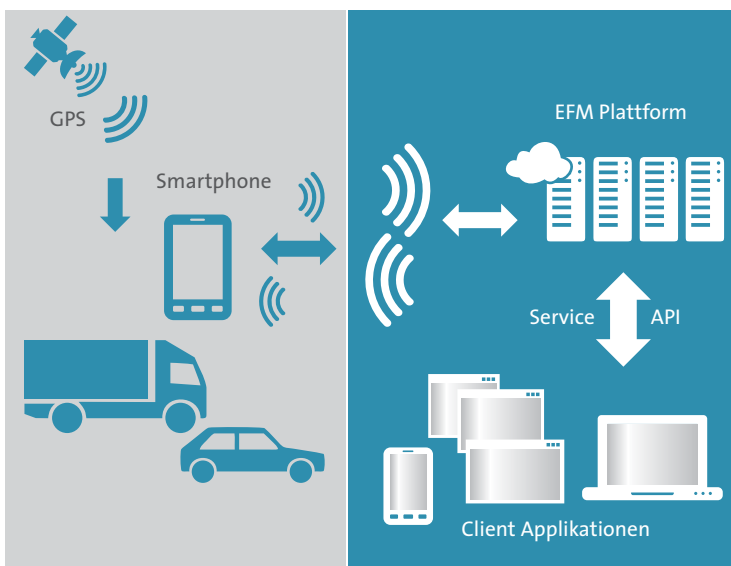 GPS
Smartphone
EFM Plattform
Service API
Client Applikationen